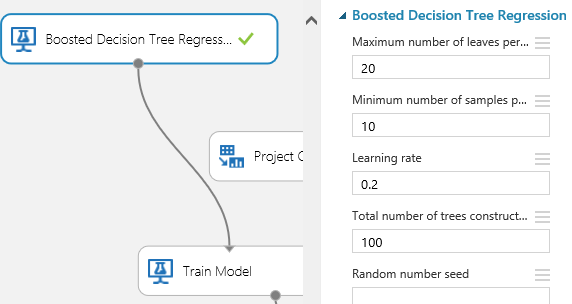 Boosted Decision Tree Regress...
Project C
Train Model
Boosted Decision Tree Regression
Maximum number of leaves per...
20
Minimum number of samples p...
10
Learning rate
0.2
Total number of trees construct...
100
Random number seed